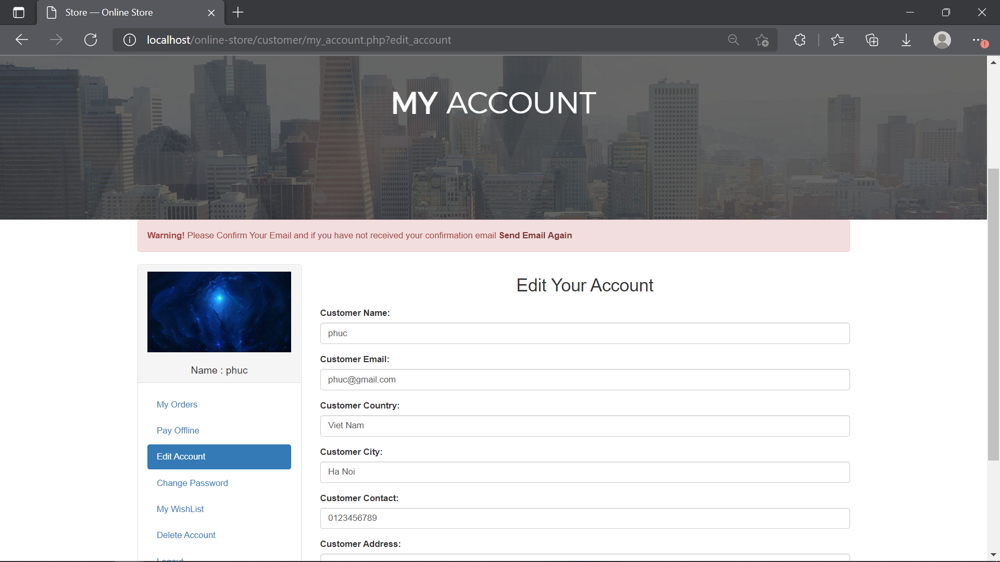 Store — Online Store
localhost/online-store/customer/my_account.php?edit_account
MY ACCOUNT
Warning! Please Confirm Your Email and if you have not received your confirmation email Send Email Again
Name : phuc
My Orders
Pay Offline
Edit Account
Change Password
My WishList
Delete Account
Logout
Edit Your Account
Customer Name:
phuc
Customer Email:
phuc@gmail.com
Customer Country:
Viet Nam
Customer City:
Ha Noi
Customer Contact:
0123456789
Customer Address: